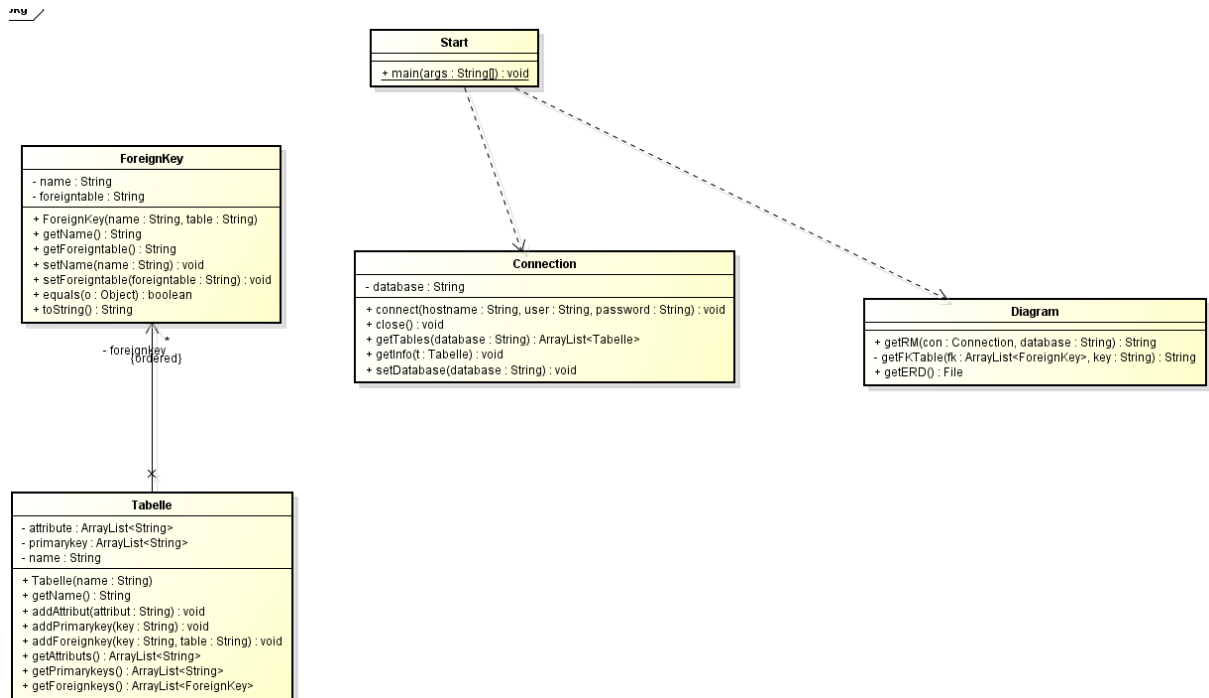 Start
+ main(args : String[]) : void
ForeignKey
- name : String
- foreigntable : String
+ ForeignKey(name : String, table : String)
+ getName() : String
+ getForeigntable() : String
+ setName(name : String) : void
+ setForeigntable(foreigntable : String) : void
+ equals(o : Object) : boolean
+ toString() : String
- foreignkey
*
{ordered}
Connection
- database : String
+ connect(hostname : String, user : String, password : String) : void
+ close() : void
+ getTables(database : String) : ArrayList<Tabelle>
+ getInfo(t : Tabelle) : void
+ setDatabase(database : String) : void
Diagram
+ getRM(con : Connection, database : String) : String
- getFKTable(fk : ArrayList<ForeignKey>, key : String) : String
+ getERD() : File
Tabelle
- attribute : ArrayList<String>
- primarykey : ArrayList<String>
- name : String
+ Tabelle(name : String)
+ getName() : String
+ addAttribut(attribut : String) : void
+ addPrimarykey(key : String) : void
+ addForeignkey(key : String, table : String) : void
+ getAttributs() : ArrayList<String>
+ getPrimarykeys() : ArrayList<String>
+ getForeignkeys() : ArrayList<ForeignKey>